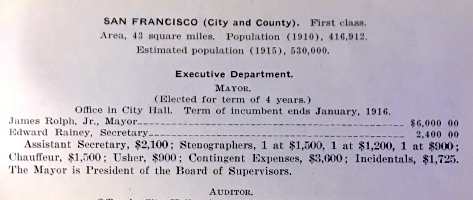 SAN FRANCISCO (City and County). First class.
Area, 43 square miles. Population (1910), 416,912.
Estimated population (1915), 530,000.
Executive Department.
MAYOR.
(Elected for term of 4 years.)
Office in City Hall. Term of incumbent ends January, 1916.
James Rolph, Jr., Mayor $6,000 00
Edward Rainey, Secretary 2,400 00
Assistant Secretary, $2,100; Stenographers, 1 at $1,500, 1 at $1,200, 1 at $900;
Chauffeur, $1,500; Usher, $900; Contingent Expenses, $3,600; Incidentals, $1,725.
The Mayor is President of the Board of Supervisors.
AUDITOR.